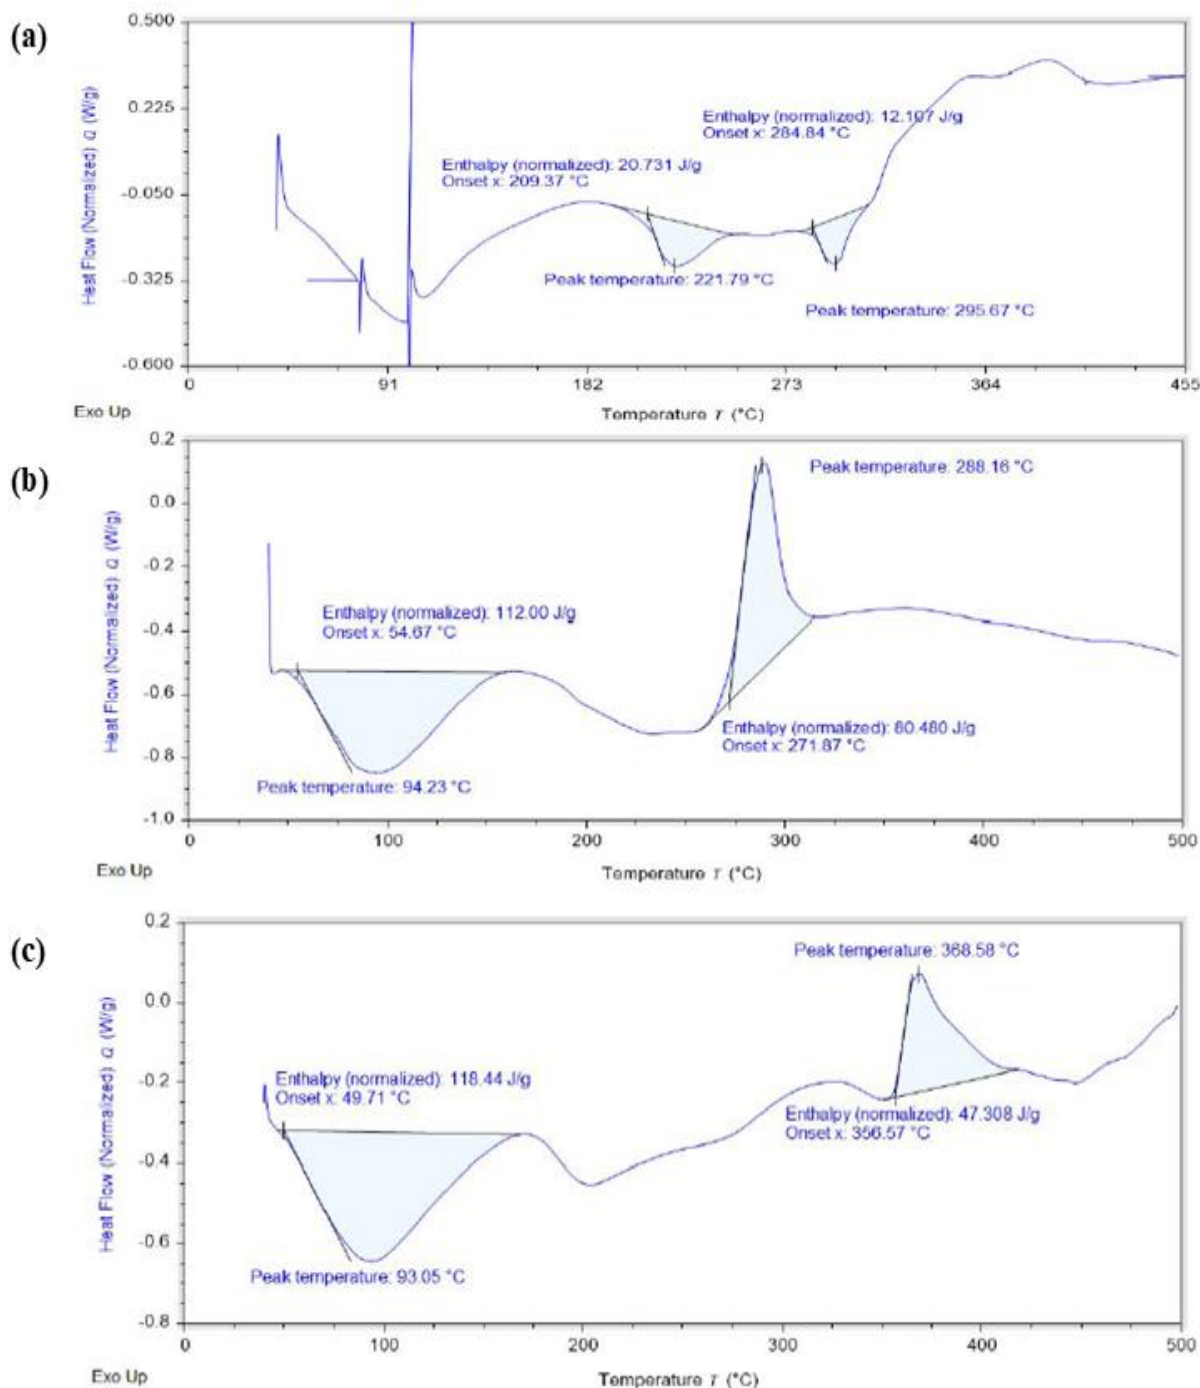 (a)
Heat Flow (Normalized) Q (W/g)
0.500
0.225
-0.050
-0.325
-0.600
Enthalpy (normalized): 12.107 J/g
Onset x: 284.84 °C
Enthalpy (normalized): 20.731 J/g
Onset x: 209.37 °C
Peak temperature: 221.79 °C
Peak temperature: 295.67 °C
0 91 182 273 364 455
Exo Up
Temperature T (°C)
(b)
Heat Flow (Normalized) Q (W/g)
0.2
0.0
-0.2
-0.4
-0.6
-0.8
-1.0
Peak temperature: 288.16 °C
Enthalpy (normalized): 112.00 J/g
Onset x: 54.67 °C
Enthalpy (normalized): 80.480 J/g
Onset x: 271.87 °C
Peak temperature: 94.23 °C
0 100 200 300 400 500
Exo Up
Temperature T (°C)
(c)
Heat Flow (Normalized) Q (W/g)
0.2
0.0
-0.2
-0.4
-0.6
-0.8
Peak temperature: 368.58 °C
Enthalpy (normalized): 118.44 J/g
Onset x: 49.71 °C
Enthalpy (normalized): 47.308 J/g
Onset x: 356.57 °C
Peak temperature: 93.05 °C
0 100 200 300 400 500
Exo Up
Temperature T (°C)